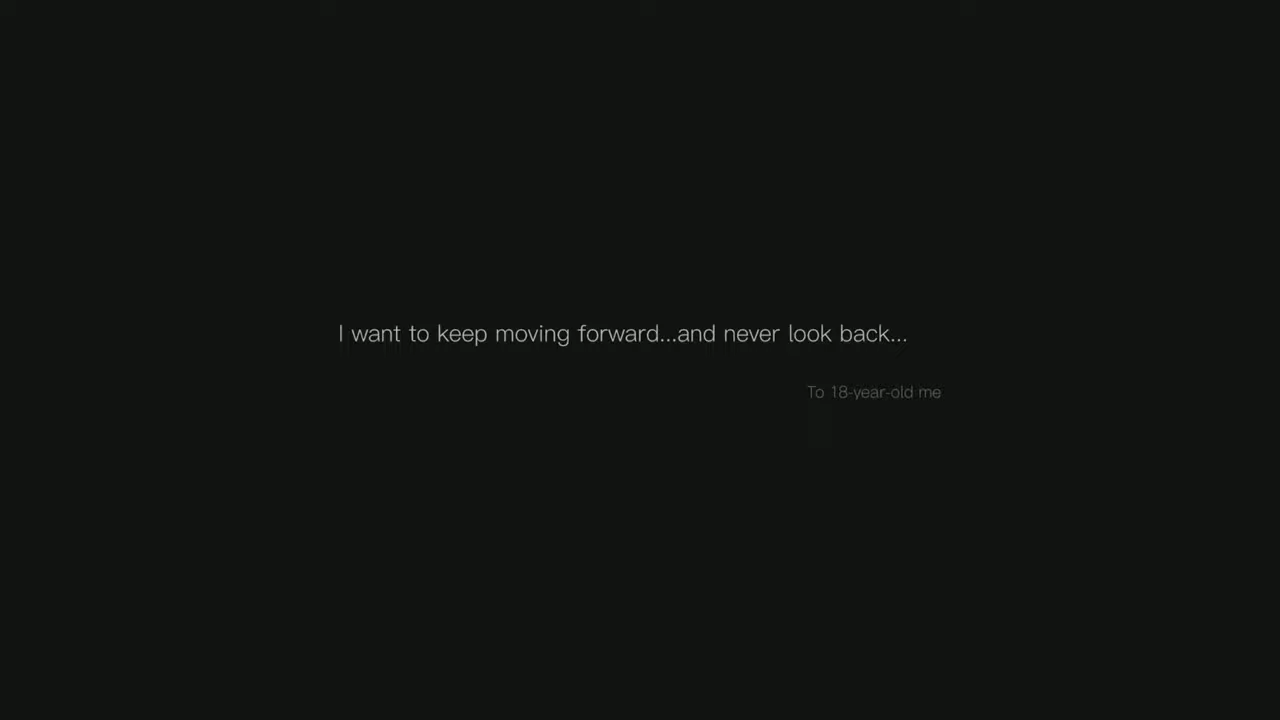 I want to keep moving forward...and never look back...
To 18-year-old me